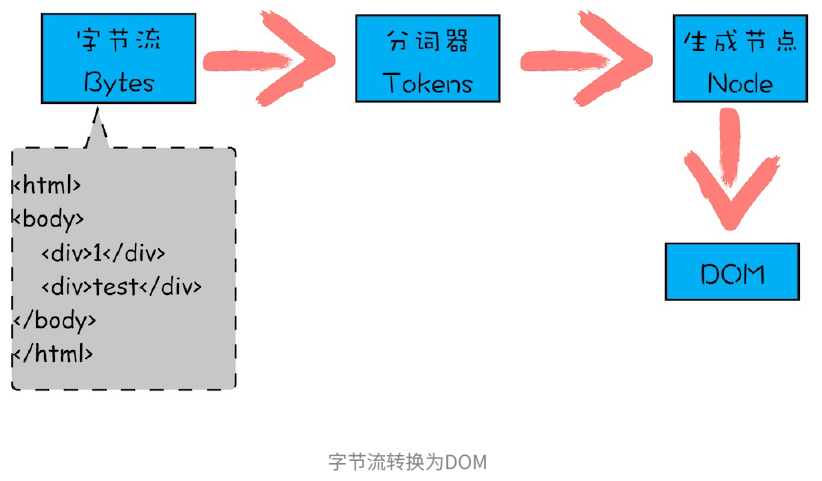 字节流
Bytes
分词器
Tokens
生成节点
Node
<html>
<body>
<div>1</div>
<div>test</div>
</body>
</html>
DOM
字节流转换为DOM